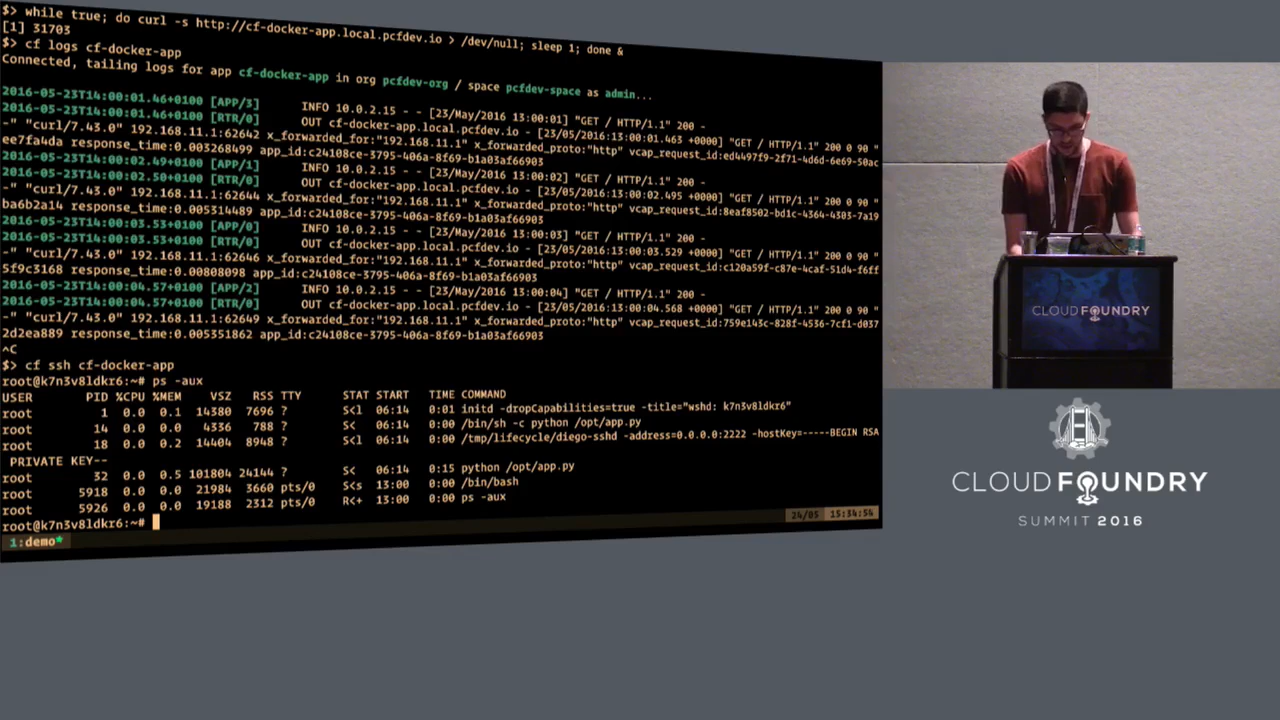 $> while true; do curl -s http://cf-docker-app.local.pcfdev.io > /dev/null; sleep 1; done &
[1] 31703
$> cf logs cf-docker-app
Connected, tailing logs for app cf-docker-app in org pcfdev-org / space pcfdev-space as admin...
2016-05-23T14:00:01.46+0100 [APP/3] INFO 10.0.2.15 - - [23/May/2016 13:00:01] "GET / HTTP/1.1" 200 -
2016-05-23T14:00:01.46+0100 [RTR/0] OUT cf-docker-app.local.pcfdev.io - [23/05/2016:13:00:01.463 +0000] "GET / HTTP/1.1" 200 0 90 "
-" "curl/7.43.0" 192.168.11.1:62642 x_forwarded_for:"192.168.11.1" x_forwarded_proto:"http" vcap_request_id:ed4497f9-2f71-4d6d-6e69-50ac
ee7fa4da response_time:0.003268499 app_id:c24108ce-3795-406a-8f69-b1a03af66903
2016-05-23T14:00:02.49+0100 [APP/1] INFO 10.0.2.15 - - [23/May/2016 13:00:02] "GET / HTTP/1.1" 200 -
2016-05-23T14:00:02.50+0100 [RTR/0] OUT cf-docker-app.local.pcfdev.io - [23/05/2016:13:00:02.495 +0000] "GET / HTTP/1.1" 200 0 90 "
-" "curl/7.43.0" 192.168.11.1:62644 x_forwarded_for:"192.168.11.1" x_forwarded_proto:"http" vcap_request_id:8eaf8502-bd1c-4364-4303-7a19
ba6b2a14 response_time:0.005314489 app_id:c24108ce-3795-406a-8f69-b1a03af66903
2016-05-23T14:00:03.53+0100 [APP/0] INFO 10.0.2.15 - - [23/May/2016 13:00:03] "GET / HTTP/1.1" 200 -
2016-05-23T14:00:03.53+0100 [RTR/0] OUT cf-docker-app.local.pcfdev.io - [23/05/2016:13:00:03.529 +0000] "GET / HTTP/1.1" 200 0 90 "
-" "curl/7.43.0" 192.168.11.1:62646 x_forwarded_for:"192.168.11.1" x_forwarded_proto:"http" vcap_request_id:c120a59f-c87e-4caf-51d4-f6ff
5f9c3168 response_time:0.00808098 app_id:c24108ce-3795-406a-8f69-b1a03af66903
2016-05-23T14:00:04.57+0100 [APP/2] INFO 10.0.2.15 - - [23/May/2016 13:00:04] "GET / HTTP/1.1" 200 -
2016-05-23T14:00:04.57+0100 [RTR/0] OUT cf-docker-app.local.pcfdev.io - [23/05/2016:13:00:04.568 +0000] "GET / HTTP/1.1" 200 0 90 "
-" "curl/7.43.0" 192.168.11.1:62649 x_forwarded_for:"192.168.11.1" x_forwarded_proto:"http" vcap_request_id:759e143c-828f-4536-7cf1-d037
2d2ea889 response_time:0.005351862 app_id:c24108ce-3795-406a-8f69-b1a03af66903
^C
$> cf ssh cf-docker-app
root@k7n3v8ldkr6:~# ps -aux
USER PID %CPU %MEM VSZ RSS TTY STAT START TIME COMMAND
root 1 0.0 0.1 14380 7696 ? S<l 06:14 0:01 initd -dropCapabilities=true -title="wshd: k7n3v8ldkr6"
root 14 0.0 0.0 4336 788 ? S< 06:14 0:00 /bin/sh -c python /opt/app.py
root 18 0.0 0.2 14404 8948 ? S<l 06:14 0:00 /tmp/lifecycle/diego-sshd -address=0.0.0.0:2222 -hostKey=-----BEGIN RSA
PRIVATE KEY--
root 32 0.0 0.5 101804 24144 ? S< 06:14 0:15 python /opt/app.py
root 5918 0.0 0.0 21984 3660 pts/0 S<s 13:00 0:00 /bin/bash
root 5926 0.0 0.0 19188 2312 pts/0 R<+ 13:00 0:00 ps -aux
root@k7n3v8ldkr6:~#
1:demo*
24/05 15:34:54
CLOUD FOUNDRY
CLOUD FOUNDRY
SUMMIT 2016